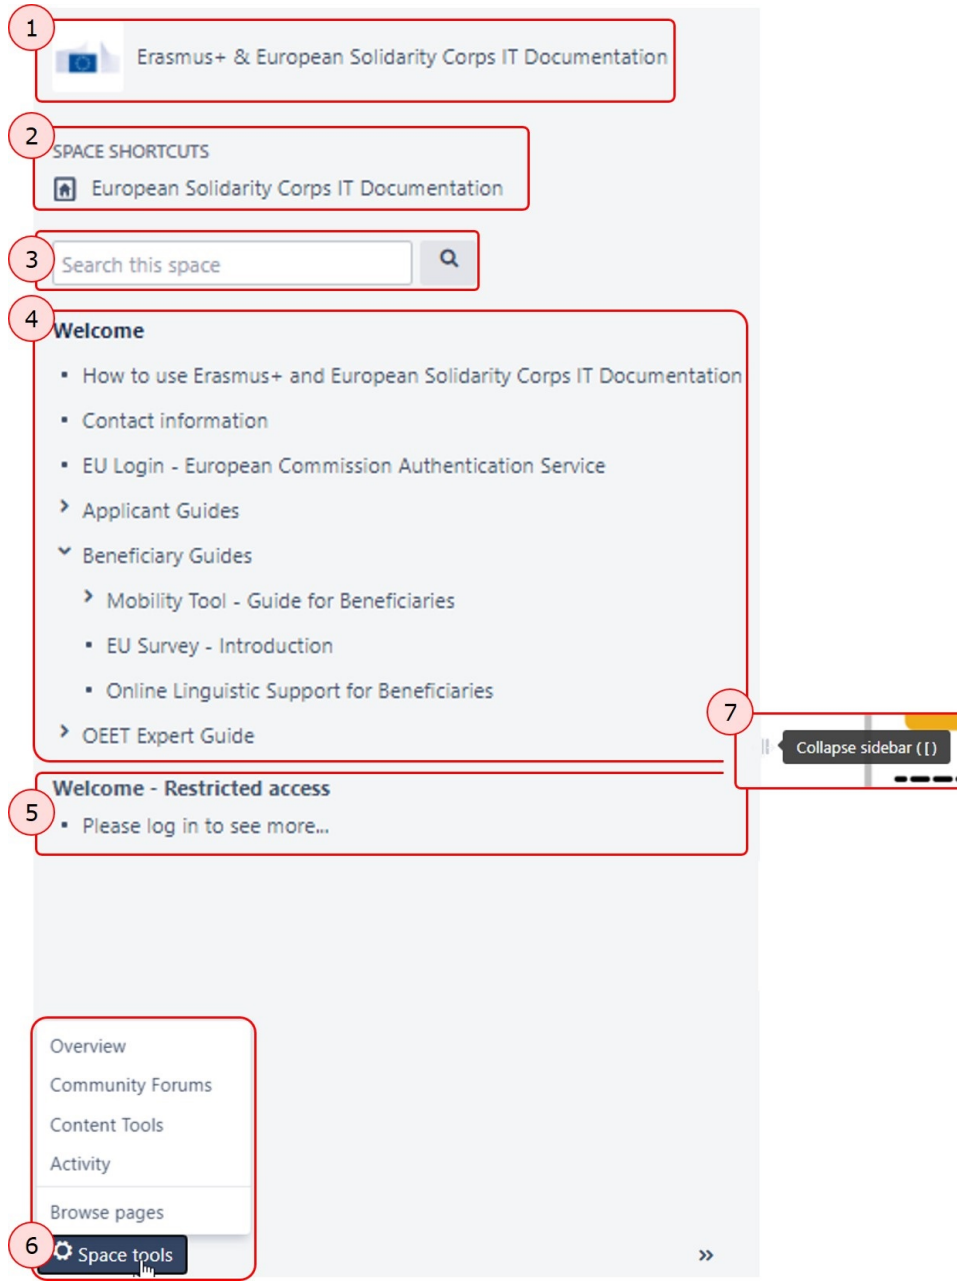 1
Erasmus+ & European Solidarity Corps IT Documentation
2
SPACE SHORTCUTS
European Solidarity Corps IT Documentation
3
Search this space
4
Welcome
▪ How to use Erasmus+ and European Solidarity Corps IT Documentation
▪ Contact information
▪ EU Login - European Commission Authentication Service
> Applicant Guides
Beneficiary Guides
> Mobility Tool - Guide for Beneficiaries
▪ EU Survey - Introduction
▪ Online Linguistic Support for Beneficiaries
> OEET Expert Guide
7
Collapse sidebar ( [ )
5
Welcome - Restricted access
▪ Please log in to see more...
Overview
Community Forums
Content Tools
Activity
Browse pages
6
Space tools
»